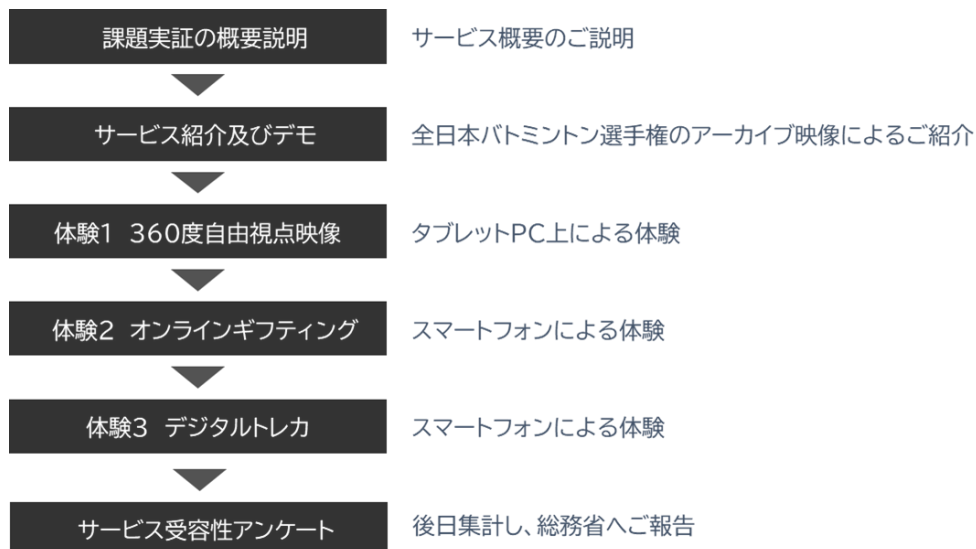 課題実証の概要説明
サービス概要のご説明
サービス紹介及びデモ
全日本バトミントン選手権のアーカイブ映像によるご紹介
体験1 360度自由視点映像
タブレットPC上による体験
体験2 オンラインギフティング
スマートフォンによる体験
体験3 デジタルトレカ
スマートフォンによる体験
サービス受容性アンケート
後日集計し、総務省へご報告